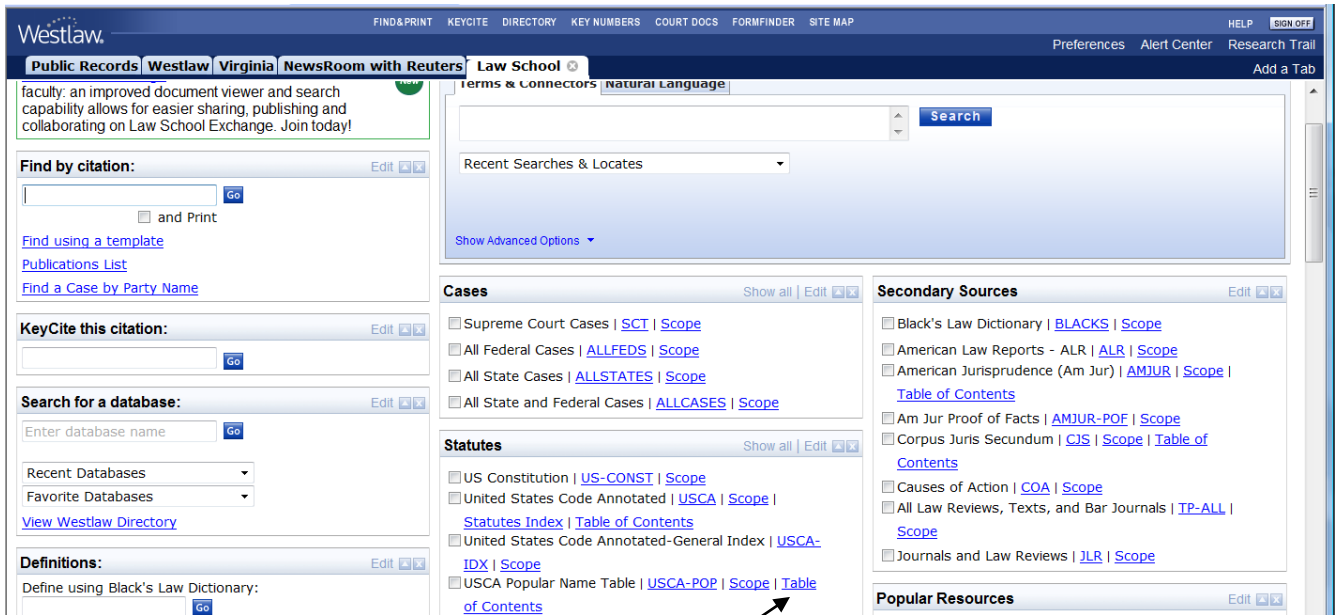 Westlaw.
FIND&PRINT KEYCITE DIRECTORY KEY NUMBERS COURT DOCS FORMFINDER SITE MAP
HELP SIGN OFF
Preferences Alert Center Research Trail
Public Records Westlaw Virginia NewsRoom with Reuters Law School
Add a Tab
faculty: an improved document viewer and search
capability allows for easier sharing, publishing and
collaborating on Law School Exchange. Join today!
Find by citation: Edit
Go
and Print
Find using a template
Publications List
Find a Case by Party Name
KeyCite this citation: Edit
Go
Search for a database: Edit
Enter database name Go
Recent Databases
Favorite Databases
View Westlaw Directory
Definitions: Edit
Define using Black's Law Dictionary:
Go
Terms & Connectors Natural Language
Search
Recent Searches & Locates
Show Advanced Options
Cases Show all | Edit
Supreme Court Cases | SCT | Scope
All Federal Cases | ALLFEDS | Scope
All State Cases | ALLSTATES | Scope
All State and Federal Cases | ALLCASES | Scope
Statutes Show all | Edit
US Constitution | US-CONST | Scope
United States Code Annotated | USCA | Scope |
Statutes Index | Table of Contents
United States Code Annotated-General Index | USCA-
IDX | Scope
USCA Popular Name Table | USCA-POP | Scope | Table
of Contents
Secondary Sources Edit
Black's Law Dictionary | BLACKS | Scope
American Law Reports - ALR | ALR | Scope
American Jurisprudence (Am Jur) | AMJUR | Scope |
Table of Contents
Am Jur Proof of Facts | AMJUR-POF | Scope
Corpus Juris Secundum | CJS | Scope | Table of
Contents
Causes of Action | COA | Scope
All Law Reviews, Texts, and Bar Journals | TP-ALL |
Scope
Journals and Law Reviews | JLR | Scope
Popular Resources Edit